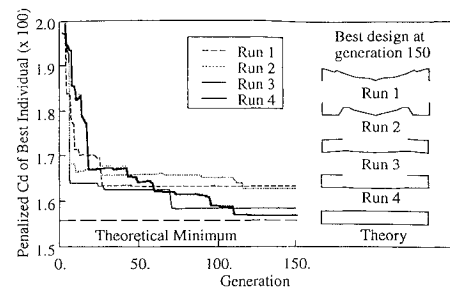 2.0
1.9
1.8
1.7
1.6
1.5
Penalized Cd of Best Individual (x 100)
Run 1
Run 2
Run 3
Run 4
Theoretical Minimum
0.
50.
100.
150.
Generation
Best design at
generation 150
Run 1
Run 2
Run 3
Run 4
Theory